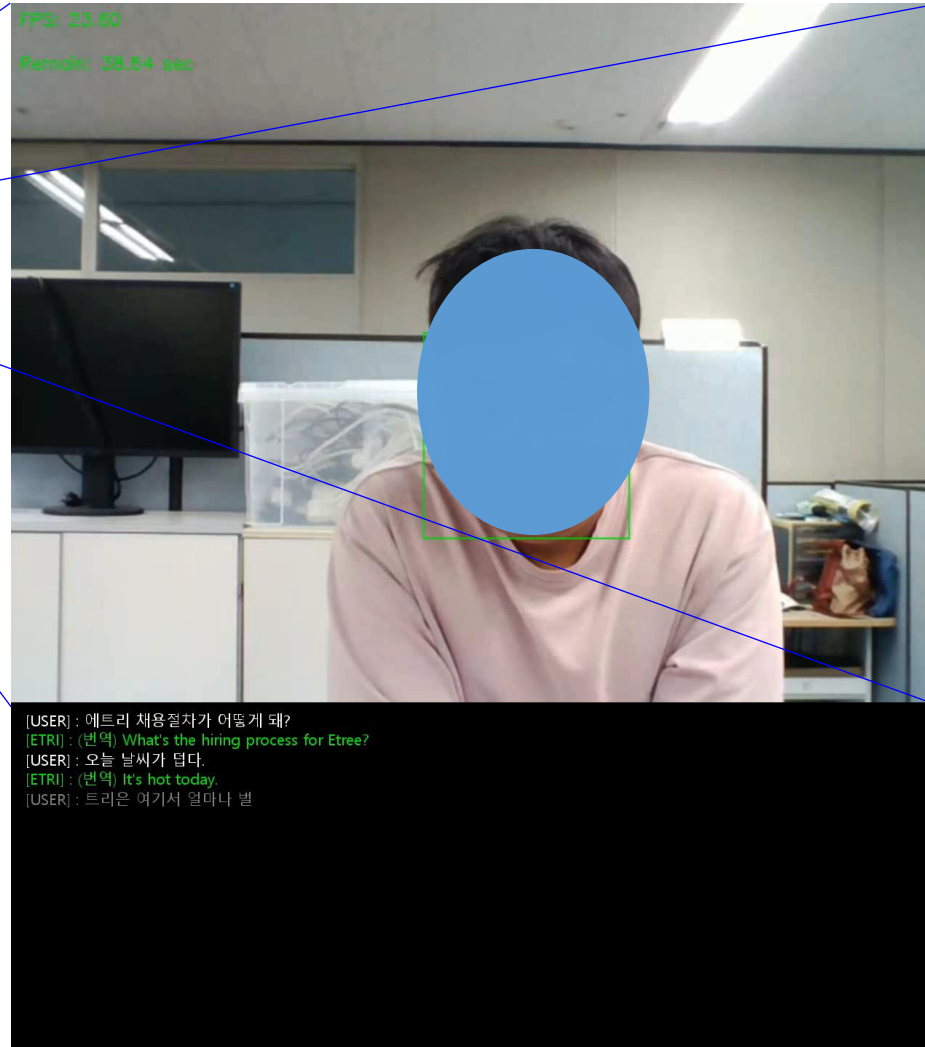 FPS: 23.60
Remain: 38.54 sec
[USER] : 에트리 채용절차가 어떻게 돼?
[ETRI] : (번역) What's the hiring process for Etree?
[USER] : 오늘 날씨가 덥다.
[ETRI] : (번역) It's hot today.
[USER] : 트리은 여기서 얼마나 벌